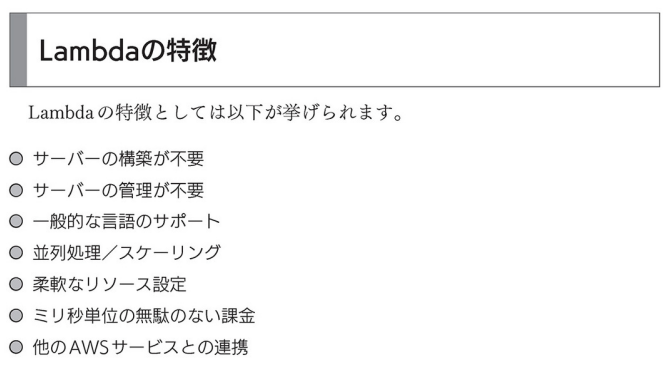 Lambdaの特徴
Lambdaの特徴としては以下が挙げられます。
サーバーの構築が不要
サーバーの管理が不要
一般的な言語のサポート
並列処理／スケーリング
柔軟なリソース設定
ミリ秒単位の無駄のない課金
他のAWSサービスとの連携